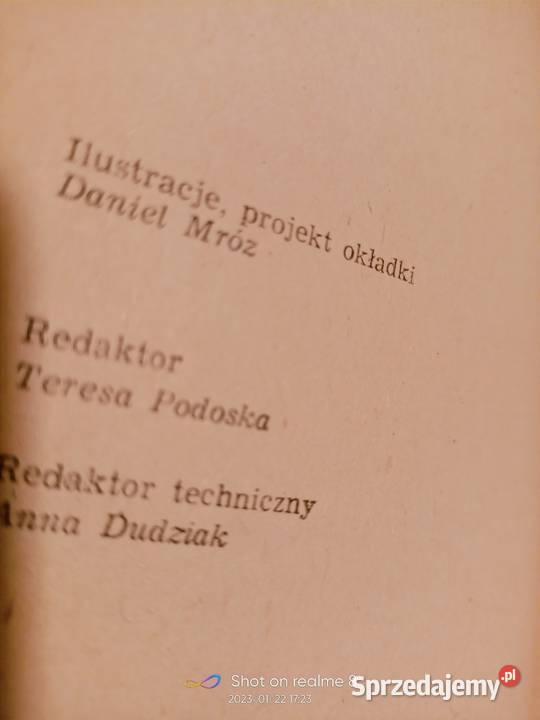 Ilustracje, projekt okładki
Daniel Mróz
Redaktor
Teresa Podoska
Redaktor techniczny
Anna Dudziak
Shot on realme 8
2023.01.22 17:23
Sprzedajemy.pl